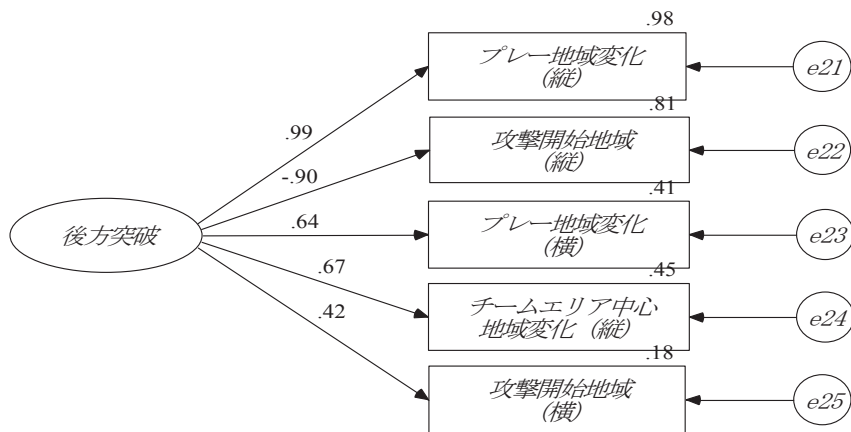 .98
プレー地域変化
(縦)
e21
.99
.81
攻撃開始地域
(縦)
e22
-.90
.41
プレー地域変化
(横)
e23
後方突破
.64
.45
チームエリア中心
地域変化 (縦)
e24
.67
.18
攻撃開始地域
(横)
e25
.42